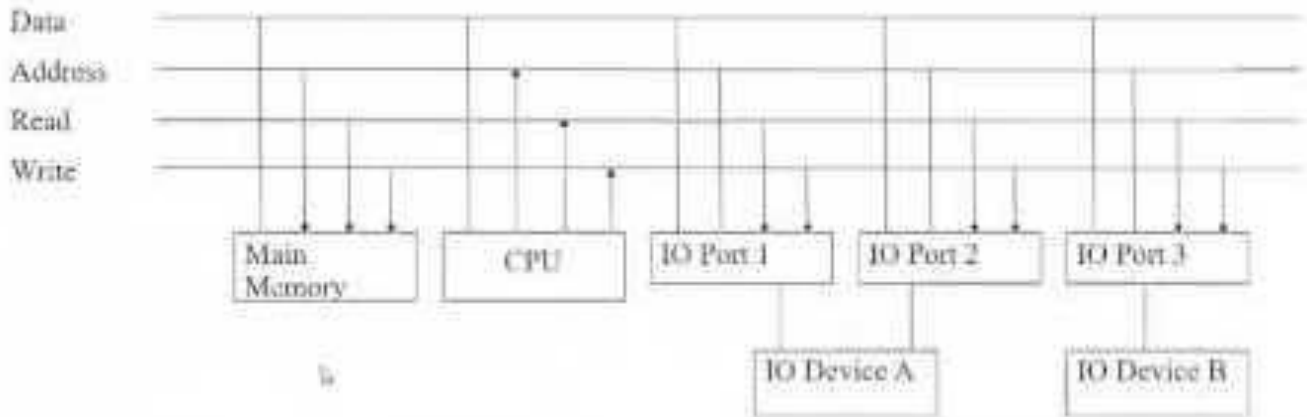 Data
Address
Read
Write
Main
Memory
CPU
IO Port 1
IO Port 2
IO Port 3
IO Device A
IO Device B